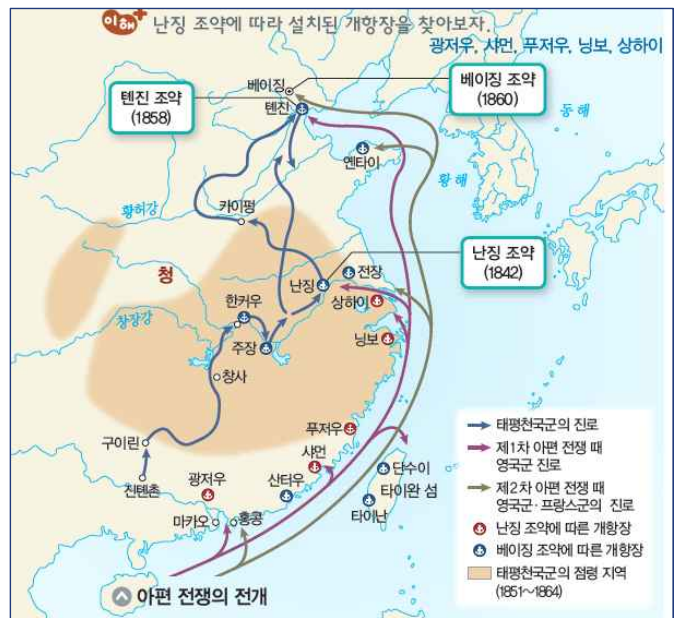 이해+ 난징 조약에 따라 설치된 개항장을 찾아보자.
광저우, 샤먼, 푸저우, 닝보, 상하이
베이징
톈진 조약
(1858)
베이징 조약
(1860)
톈진
동해
옌타이
황해
황허강
카이펑
청
난징
전장
난징 조약
(1842)
한커우
상하이
창장강
주장
닝보
창사
구이린
푸저우
샤먼
진톈촌
광저우
산터우
단수이
타이완 섬
마카오
홍콩
타이난
태평천국군의 진로
제1차 아편 전쟁 때
영국군 진로
제2차 아편 전쟁 때
영국군·프랑스군의 진로
난징 조약에 따른 개항장
베이징 조약에 따른 개항장
태평천국군의 점령 지역
(1851~1864)
아편 전쟁의 전개